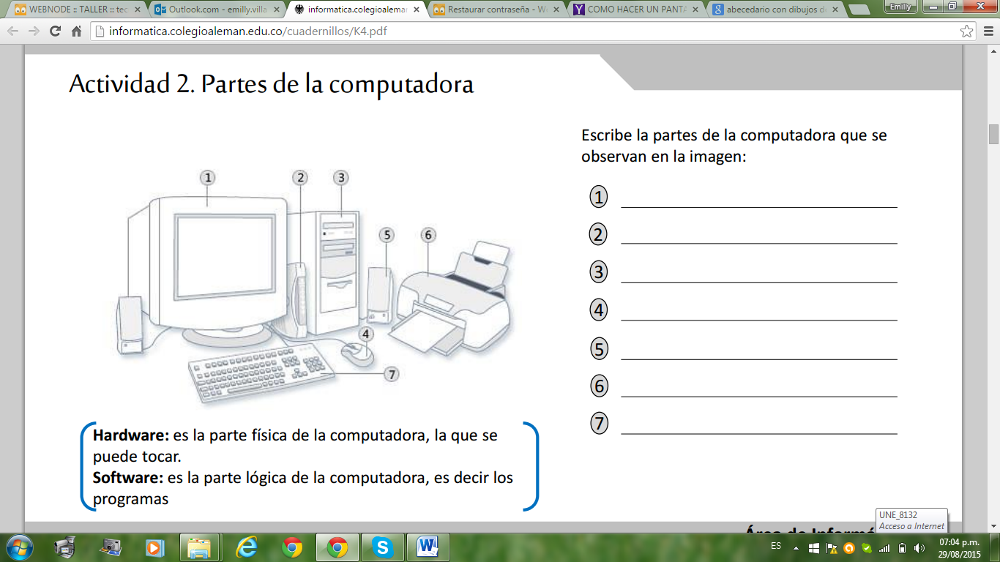 WEBNODE :: TALLER :: tec
Outlook.com - emilly.villa
informatica.colegioaleman
Restaurar contraseña - We
COMO HACER UN PANTA
abecedario con dibujos de
Emilly
informatica.colegioaleman.edu.co/cuadernillos/K4.pdf
Actividad 2. Partes de la computadora
Escribe la partes de la computadora que se
observan en la imagen:
1
2
3
4
5
6
7
1
2
3
5
6
4
7
Hardware: es la parte física de la computadora, la que se
puede tocar.
Software: es la parte lógica de la computadora, es decir los
programas
UNE_8132
Acceso a Internet
Área de Informá
ES
07:04 p.m.
29/08/2015